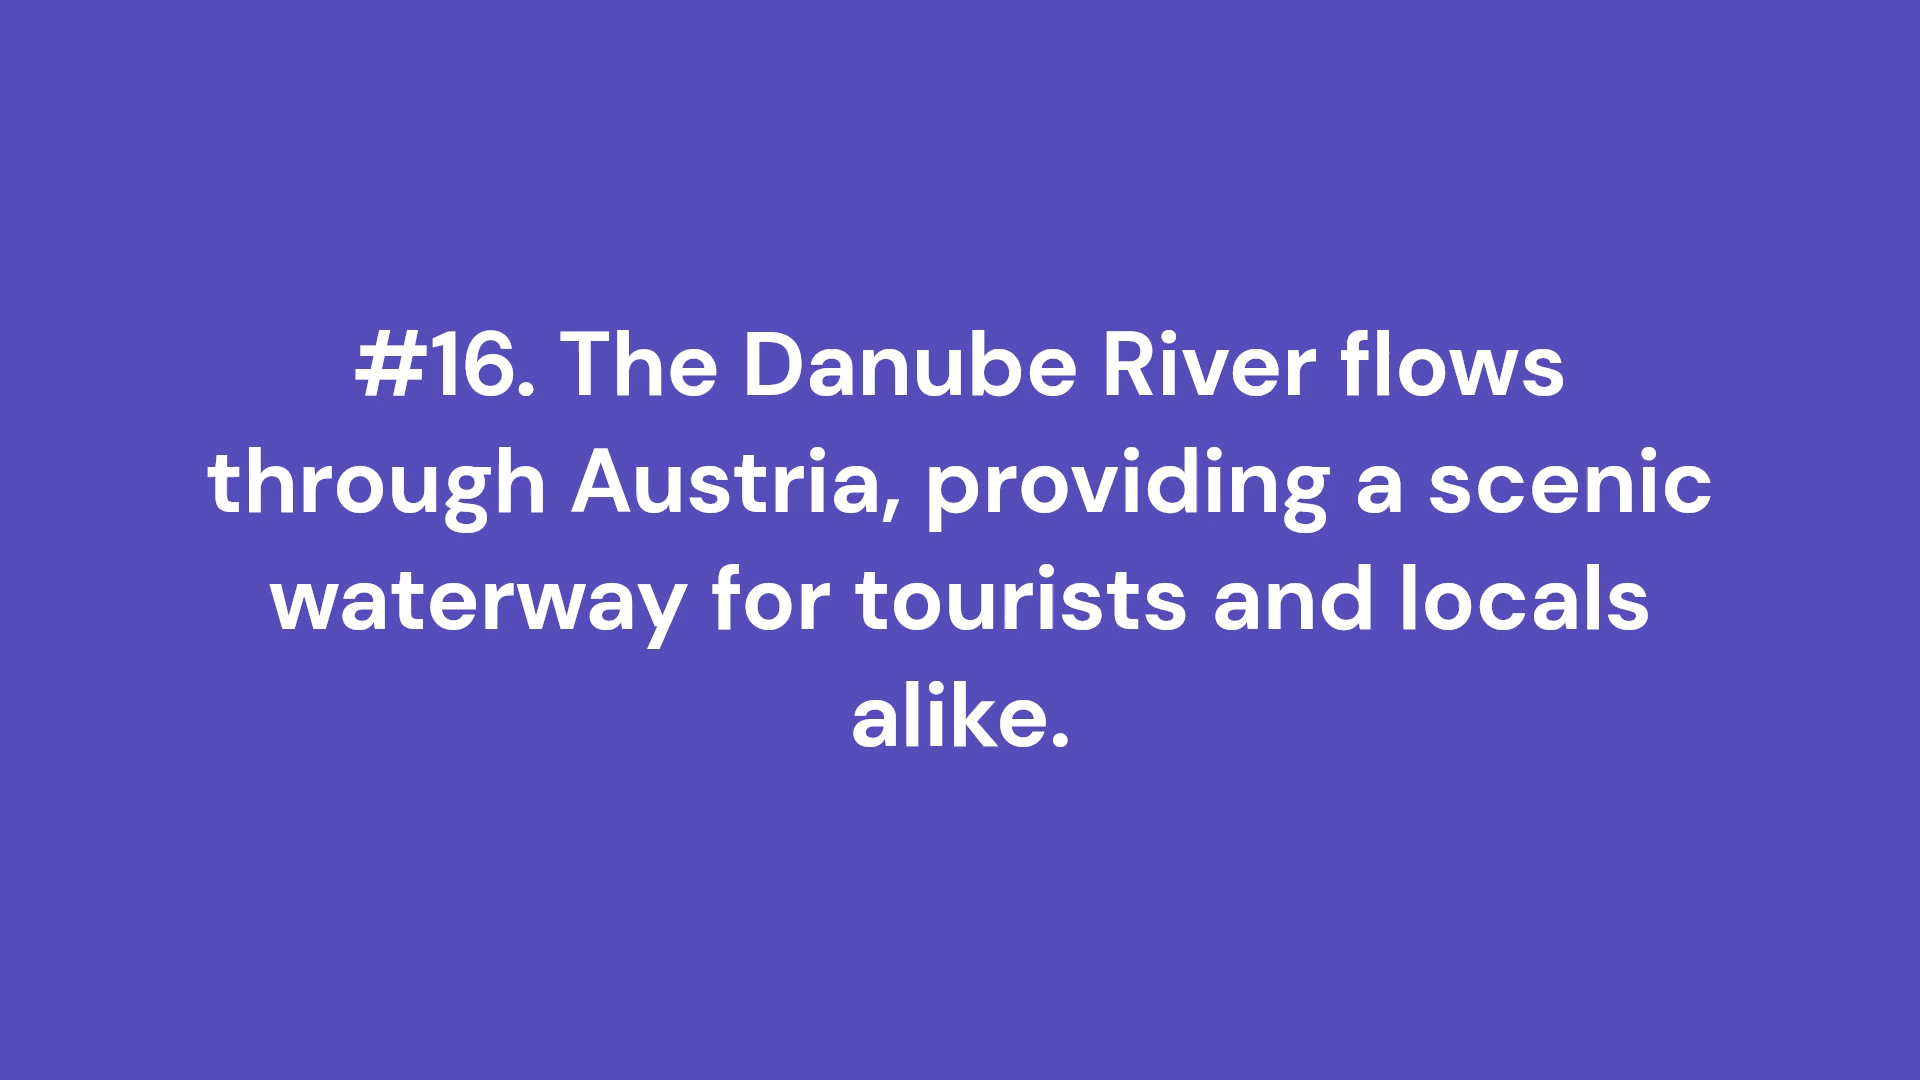 #16. The Danube River flows
through Austria, providing a scenic
waterway for tourists and locals
alike.